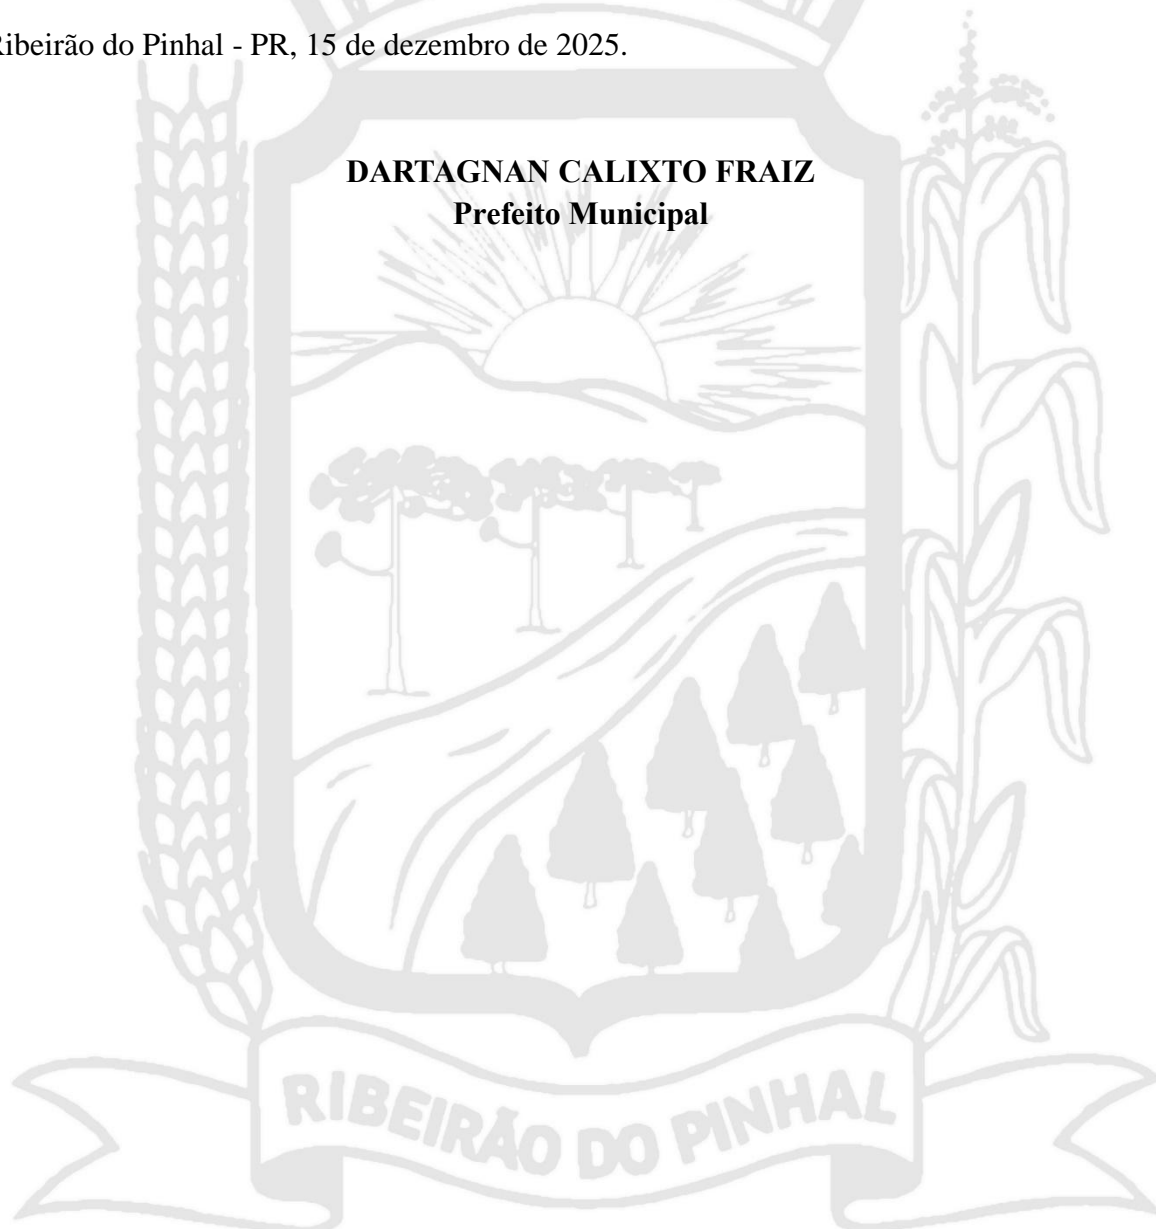 Ribeirão do Pinhal - PR, 15 de dezembro de 2025.
DARTAGNAN CALIXTO FRAIZ
Prefeito Municipal
RIBEIRÃO DO PINHAL